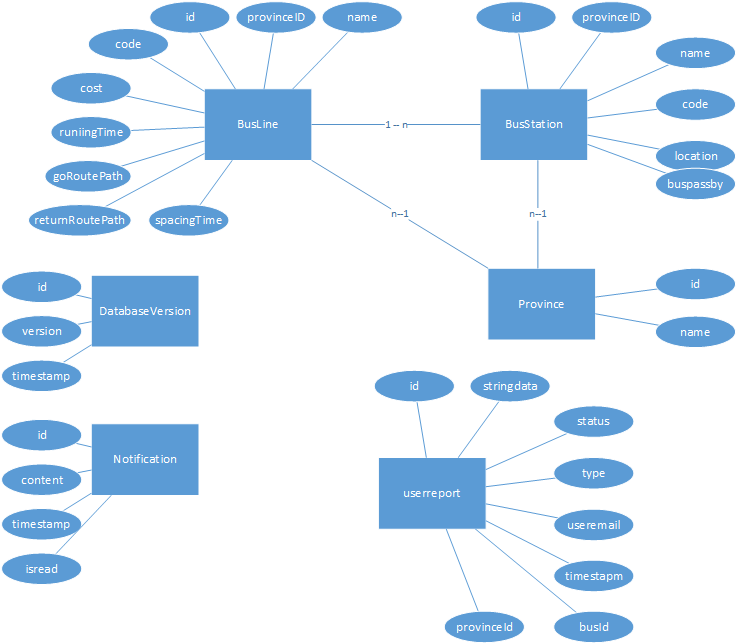 id
provinceID
name
id
provinceID
code
name
cost
code
BusLine
1 -- n
BusStation
runiingTime
location
goRoutePath
buspassby
returnRoutePath
spacingTime
n--1
n--1
id
id
DatabaseVersion
Province
version
name
timestamp
id
stringdata
status
id
Notification
type
content
userreport
timestamp
useremail
isread
timestapm
provinceId
busId